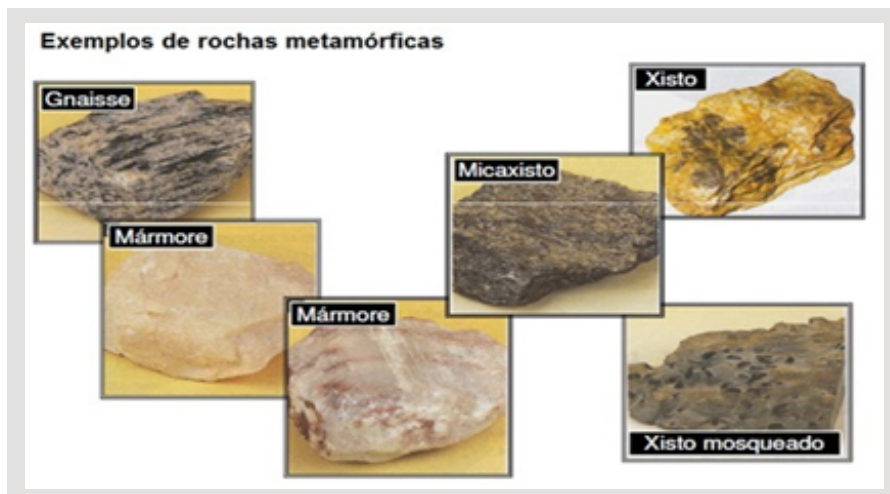 Exemplos de rochas metamórficas
Gnaisse
Xisto
Micaxisto
Mármore
Mármore
Xisto mosqueado